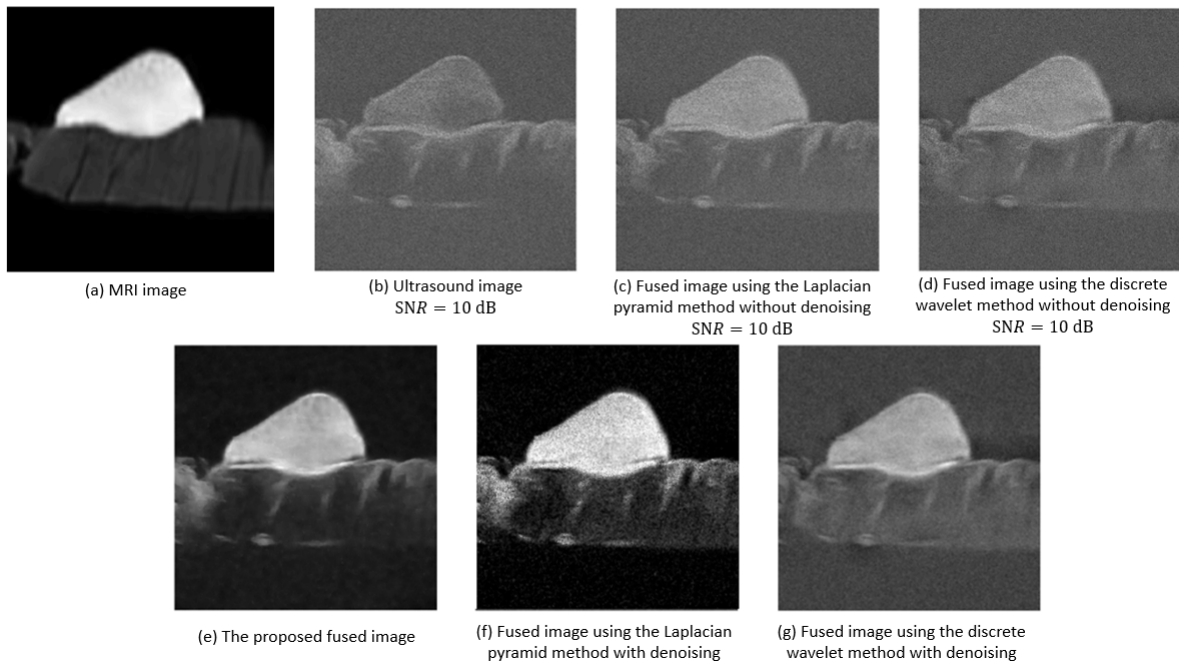 (a) MRI image
(b) Ultrasound image
SNR = 10 dB
(c) Fused image using the Laplacian
pyramid method without denoising
SNR = 10 dB
(d) Fused image using the discrete
wavelet method without denoising
SNR = 10 dB
(e) The proposed fused image
(f) Fused image using the Laplacian
pyramid method with denoising
(g) Fused image using the discrete
wavelet method with denoising